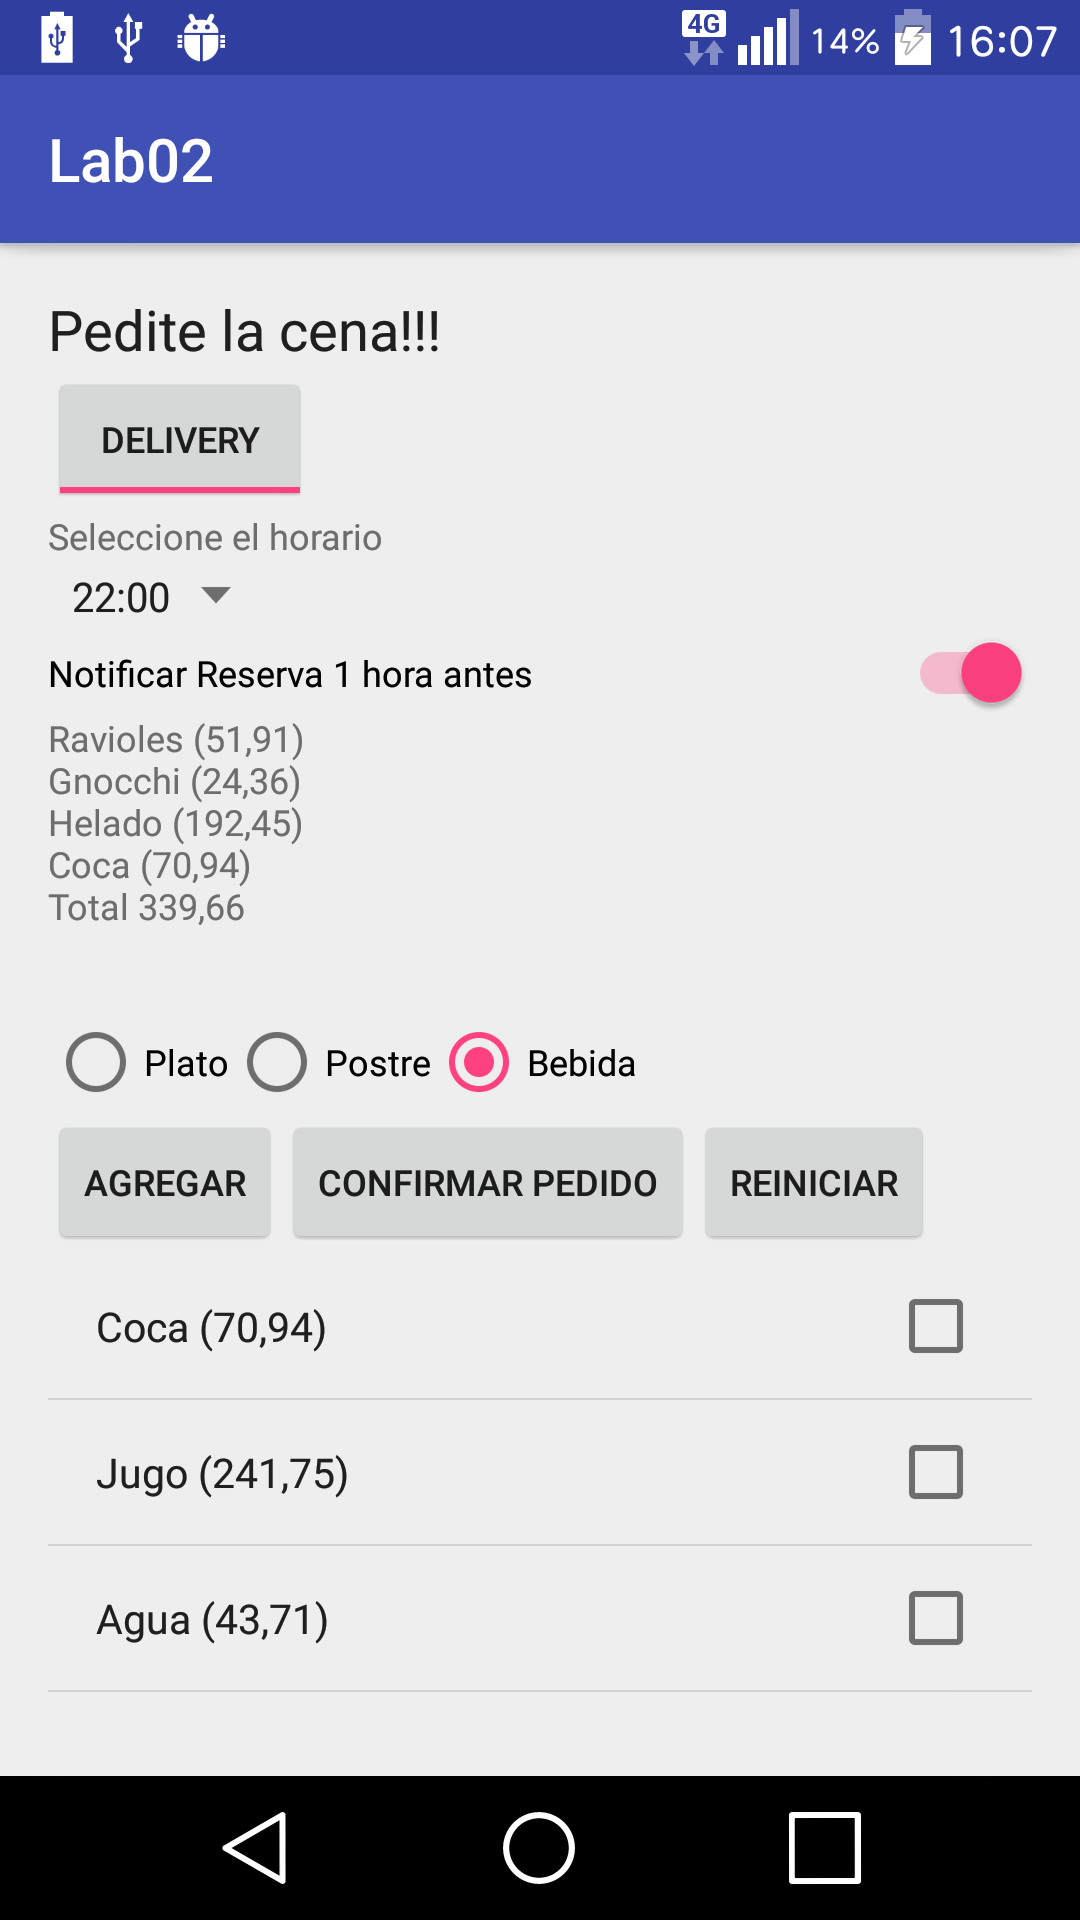 4G 14% 16:07
Lab02
Pedite la cena!!!
DELIVERY
Seleccione el horario
22:00
Notificar Reserva 1 hora antes
Ravioles (51,91)
Gnocchi (24,36)
Helado (192,45)
Coca (70,94)
Total 339,66
Plato Postre Bebida
AGREGAR CONFIRMAR PEDIDO REINICIAR
Coca (70,94)
Jugo (241,75)
Agua (43,71)